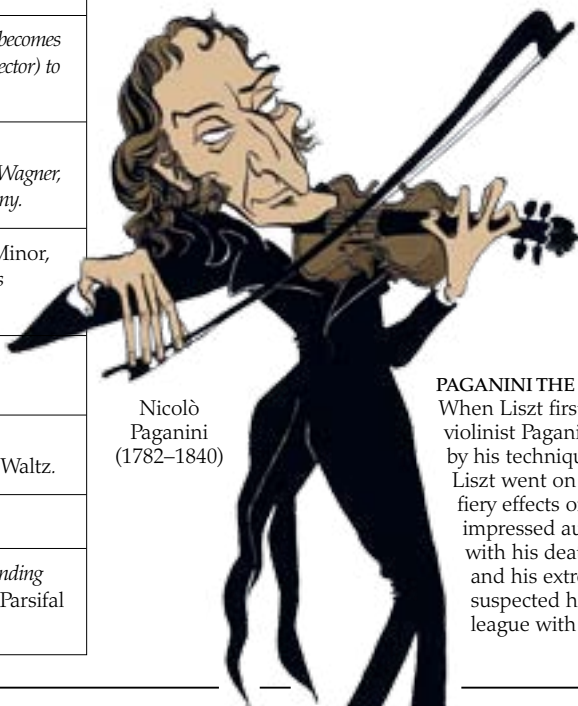 becomes
ector) to
Wagner,
ny.
Minor,
s
Waltz.
nding
Parsifal
Nicolò
Paganini
(1782–1840)
PAGANINI THE
When Liszt first
violinist Pagani
by his techniqu
Liszt went on
fiery effects o
impressed au
with his deat
and his extre
suspected h
league with